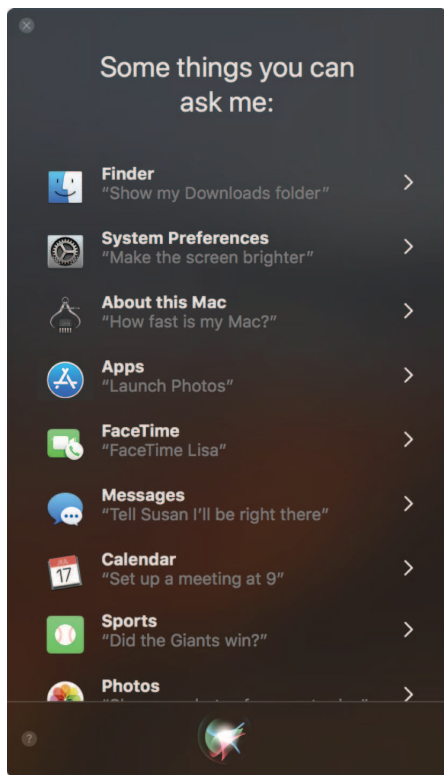 Some things you can
ask me:
Finder
“Show my Downloads folder”
System Preferences
“Make the screen brighter”
About this Mac
“How fast is my Mac?”
Apps
“Launch Photos”
FaceTime
“FaceTime Lisa”
Messages
“Tell Susan I’ll be right there”
JUL
17
Calendar
“Set up a meeting at 9”
Sports
“Did the Giants win?”
Photos
?